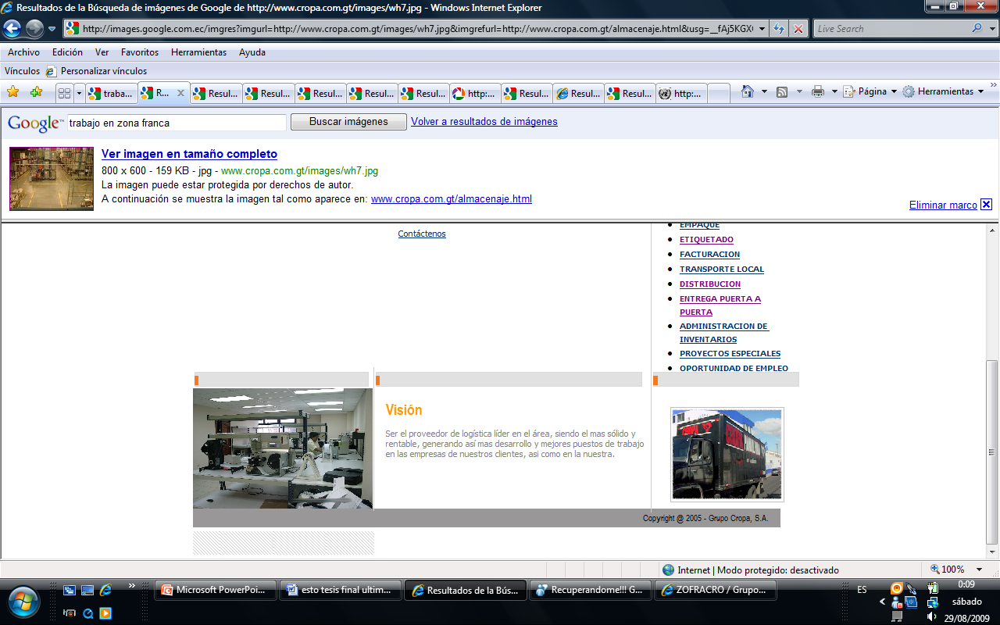 Resultados de la Búsqueda de imágenes de Google de http://www.cropa.com.gt/images/wh7.jpg - Windows Internet Explorer
http://images.google.com.ec/imgres?imgurl=http://www.cropa.com.gt/images/wh7.jpg&imgrefurl=http://www.cropa.com.gt/almacenaje.html&usg=__fAj5KGX
Live Search
Archivo Edición Ver Favoritos Herramientas Ayuda
Vínculos Personalizar vínculos
traba... R... Resul... Resul... Resul... Resul... Resul... http:... Resul... Resul... Resul... http:... Página Herramientas
Google™ trabajo en zona franca Buscar imágenes Volver a resultados de imágenes
Ver imagen en tamaño completo
800 x 600 - 159 KB - jpg - www.cropa.com.gt/images/wh7.jpg
La imagen puede estar protegida por derechos de autor.
A continuación se muestra la imagen tal como aparece en: www.cropa.com.gt/almacenaje.html
Eliminar marco
Contáctenos
EMPAQUE
ETIQUETADO
FACTURACION
TRANSPORTE LOCAL
DISTRIBUCION
ENTREGA PUERTA A
PUERTA
ADMINISTRACION DE
INVENTARIOS
PROYECTOS ESPECIALES
OPORTUNIDAD DE EMPLEO
Visión
Ser el proveedor de logística líder en el área, siendo el mas sólido y
rentable, generando así mas desarrollo y mejores puestos de trabajo
en las empresas de nuestros clientes, asi como en la nuestra.
CROPA
Copyright @ 2005 - Grupo Cropa, S.A.
Internet | Modo protegido: desactivado
100%
Microsoft PowerPoi... esto tesis final ultim... Resultados de la Bús... Recuperandome!!! G... ZOFRACRO / Grupo... ES
0:09
sábado
29/08/2009